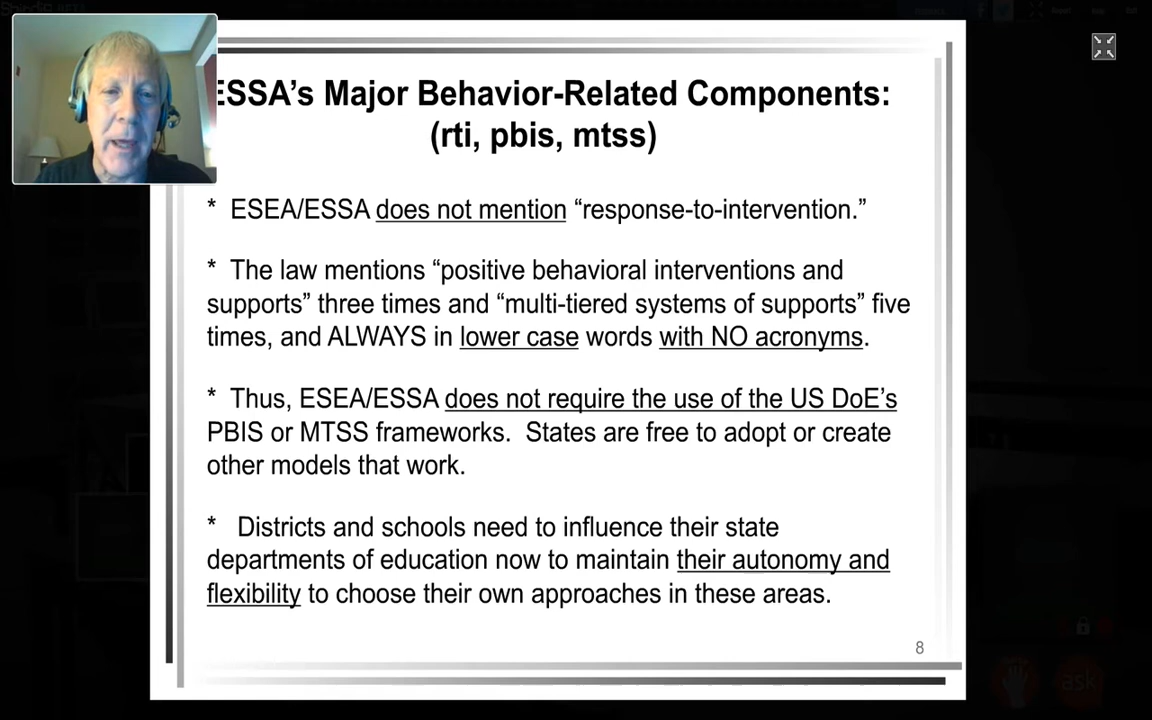 ESSA’s Major Behavior-Related Components:
(rti, pbis, mtss)
* ESEA/ESSA does not mention “response-to-intervention.”
* The law mentions “positive behavioral interventions and
supports” three times and “multi-tiered systems of supports” five
times, and ALWAYS in lower case words with NO acronyms.
* Thus, ESEA/ESSA does not require the use of the US DoE’s
PBIS or MTSS frameworks. States are free to adopt or create
other models that work.
* Districts and schools need to influence their state
departments of education now to maintain their autonomy and
flexibility to choose their own approaches in these areas.
8
ask